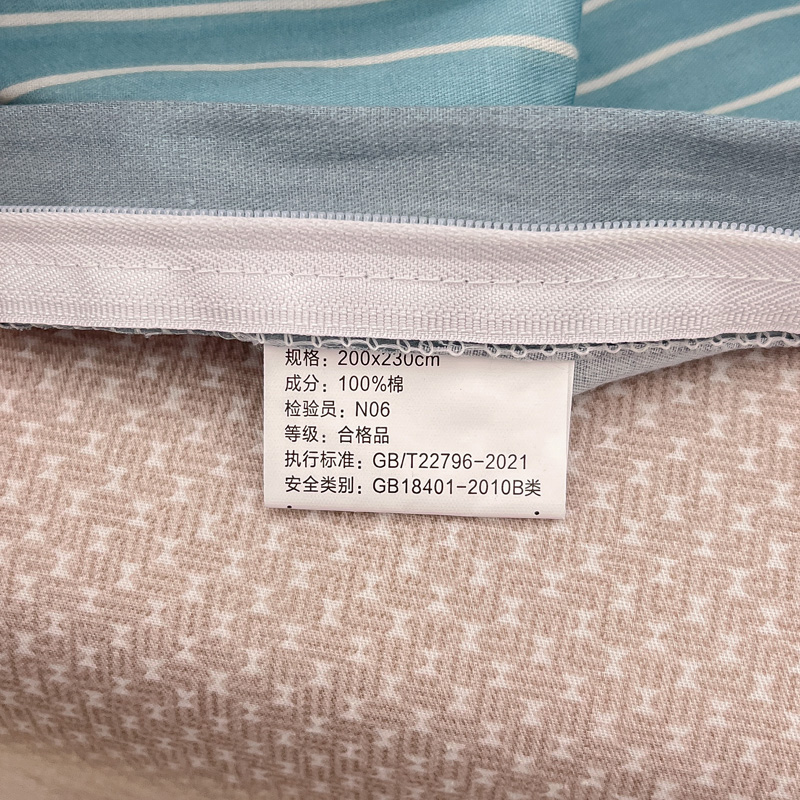 规格：200x230cm
成分：100%棉
检验员：N06
等级：合格品
执行标准：GB/T22796-2021
安全类别：GB18401-2010B类